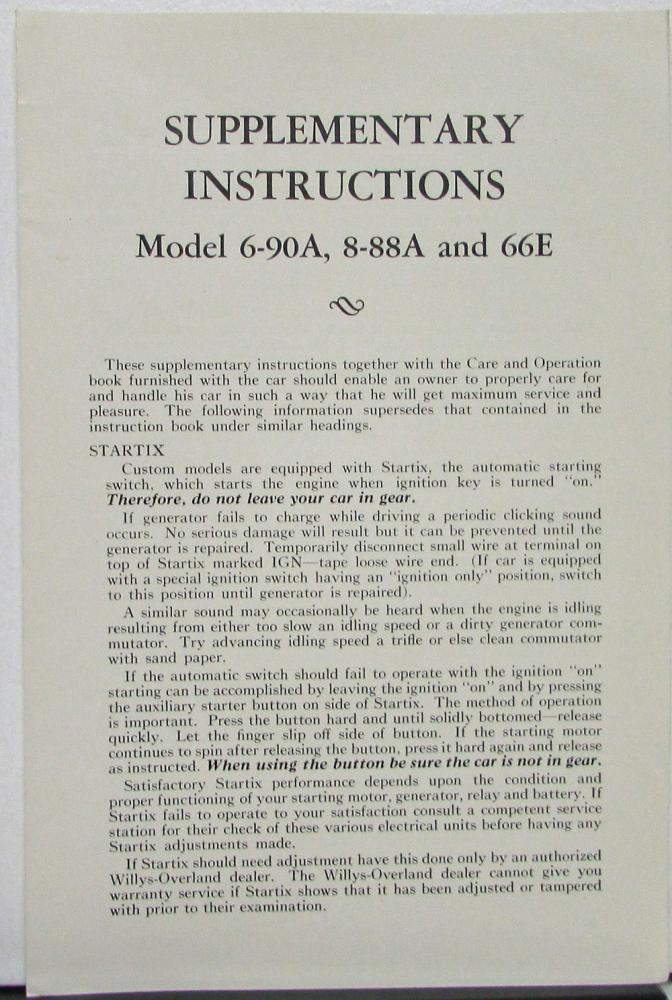 SUPPLEMENTARY
INSTRUCTIONS
Model 6-90A, 8-88A and 66E
These supplementary instructions together with the Care and Operation
book furnished with the car should enable an owner to properly care for
and handle his car in such a way that he will get maximum service and
pleasure. The following information supersedes that contained in the
instruction book under similar headings.
STARTIX
Custom models are equipped with Startix, the automatic starting
switch, which starts the engine when ignition key is turned "on."
Therefore, do not leave your car in gear.
If generator fails to charge while driving a periodic clicking sound
occurs. No serious damage will result but it can be prevented until the
generator is repaired. Temporarily disconnect small wire at terminal on
top of Startix marked IGN—tape loose wire end. (If car is equipped
with a special ignition switch having an "ignition only" position, switch
to this position until generator is repaired).
A similar sound may occasionally be heard when the engine is idling
resulting from either too slow an idling speed or a dirty generator com-
mutator. Try advancing idling speed a trifle or else clean commutator
with sand paper.
If the automatic switch should fail to operate with the ignition "on"
starting can be accomplished by leaving the ignition "on" and by pressing
the auxiliary starter button on side of Startix. The method of operation
is important. Press the button hard and until solidly bottomed—release
quickly. Let the finger slip off side of button. If the starting motor
continues to spin after releasing the button, press it hard again and release
as instructed. When using the button be sure the car is not in gear.
Satisfactory Startix performance depends upon the condition and
proper functioning of your starting motor, generator, relay and battery. If
Startix fails to operate to your satisfaction consult a competent service
station for their check of these various electrical units before having any
Startix adjustments made.
If Startix should need adjustment have this done only by an authorized
Willys-Overland dealer. The Willys-Overland dealer cannot give you
warranty service if Startix shows that it has been adjusted or tampered
with prior to their examination.